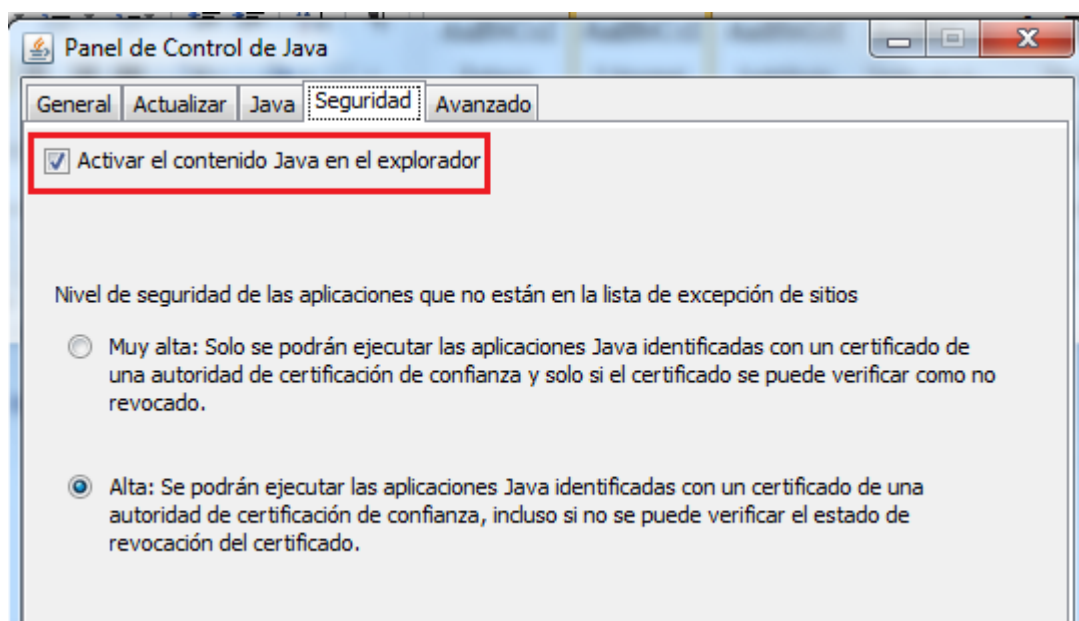 Panel de Control de Java
General Actualizar Java Seguridad Avanzado
Activar el contenido Java en el explorador
Nivel de seguridad de las aplicaciones que no están en la lista de excepción de sitios
Muy alta: Solo se podrán ejecutar las aplicaciones Java identificadas con un certificado de
una autoridad de certificación de confianza y solo si el certificado se puede verificar como no
revocado.
Alta: Se podrán ejecutar las aplicaciones Java identificadas con un certificado de una
autoridad de certificación de confianza, incluso si no se puede verificar el estado de
revocación del certificado.